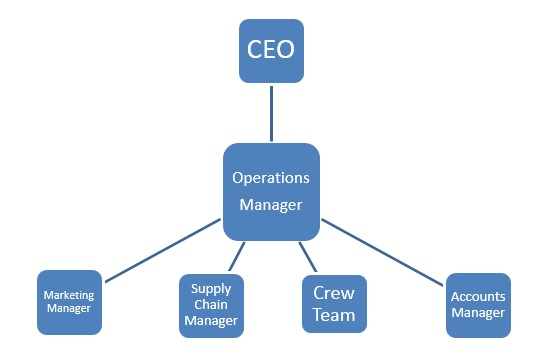 CEO
Operations
Manager
Marketing
Manager
Supply
Chain
Manager
Crew
Team
Accounts
Manager